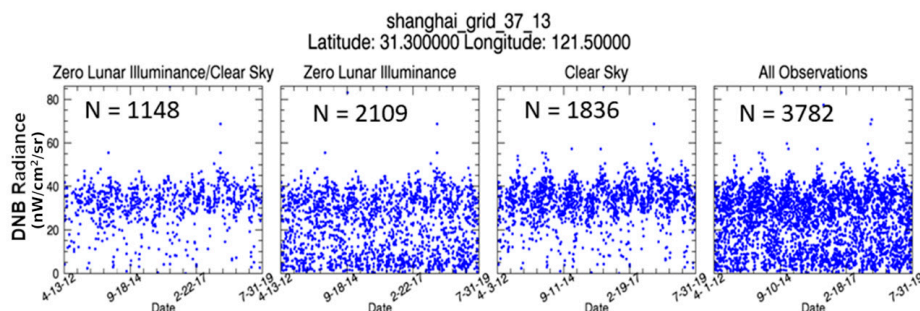 shanghai_grid_37_13
Latitude: 31.300000 Longitude: 121.50000
Zero Lunar Illuminance/Clear Sky
Zero Lunar Illuminance
Clear Sky
All Observations
N = 1148
N = 2109
N = 1836
N = 3782
DNB Radiance
(nW/cm²/sr)
80
60
40
20
0
4-13-12
9-18-14
2-22-17
7-31-19
4-13-12
9-18-14
2-22-17
7-31-19
4-3-12
9-11-14
2-19-17
7-31-19
4-1-12
9-10-14
2-18-17
7-31-19
Date
Date
Date
Date